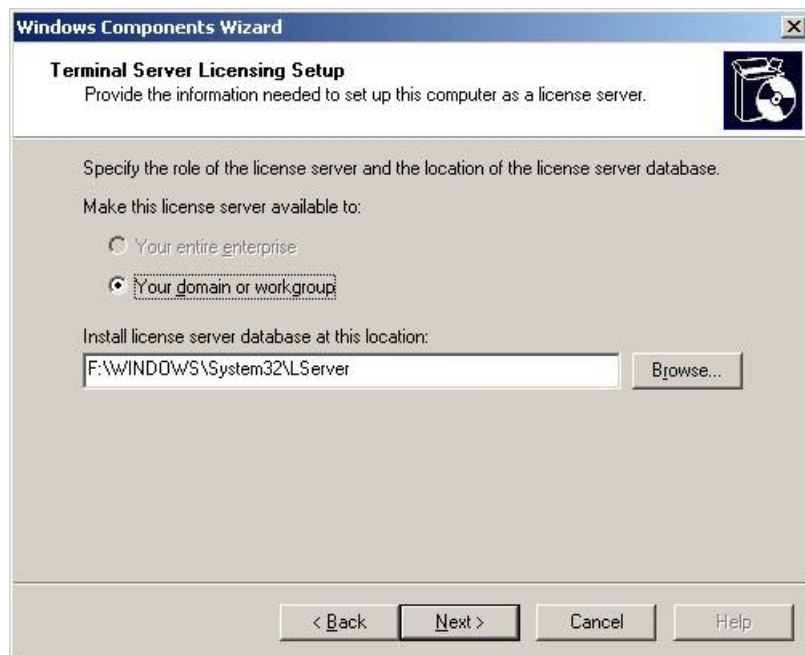 Windows Components Wizard
Terminal Server Licensing Setup
Provide the information needed to set up this computer as a license server.
Specify the role of the license server and the location of the license server database.
Make this license server available to:
Your entire enterprise
Your domain or workgroup
Install license server database at this location:
F:\WINDOWS\System32\LServer
Browse...
< Back Next > Cancel Help